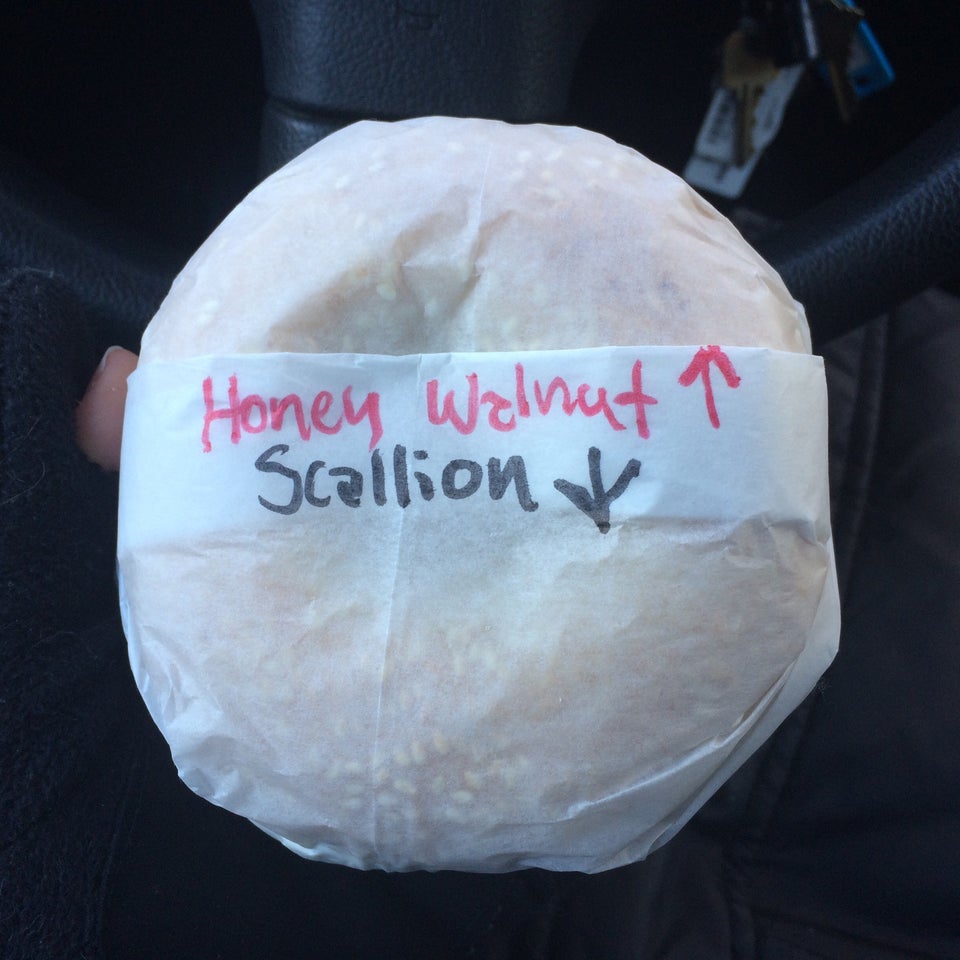 Honey Walnut ↑
Scallion ↓